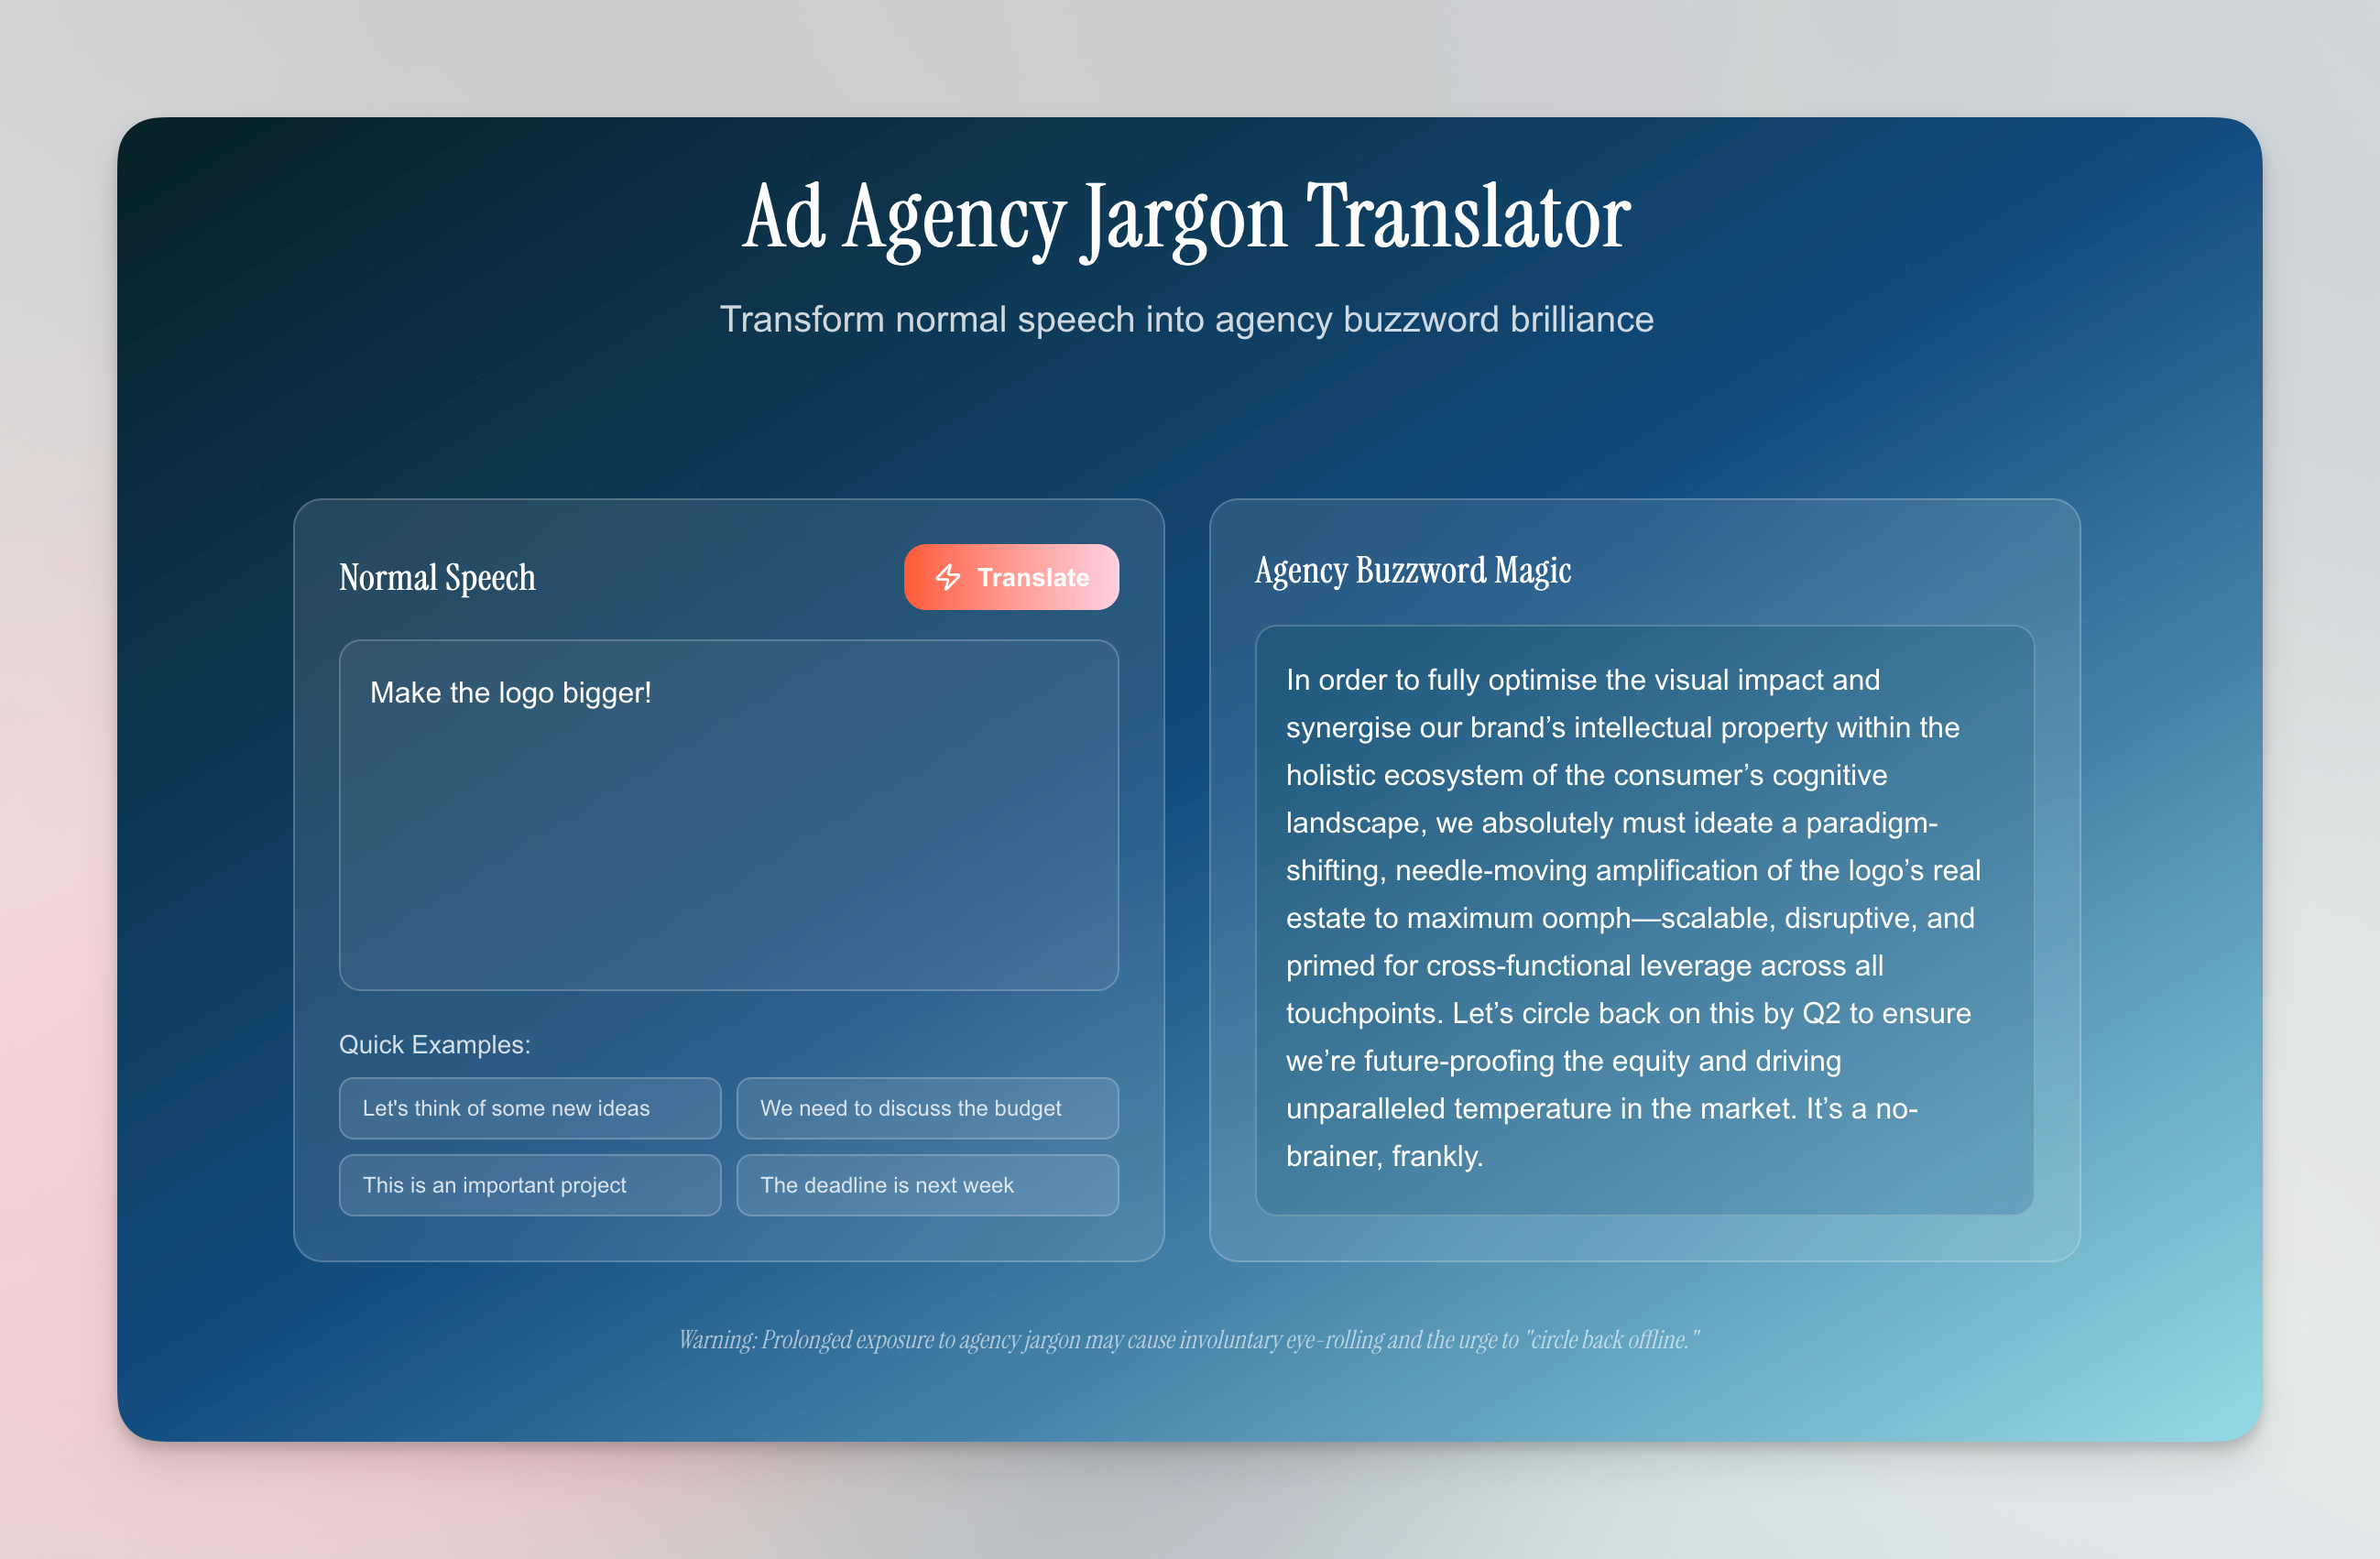 Ad Agency Jargon Translator
Transform normal speech into agency buzzword brilliance
Normal Speech
Translate
Make the logo bigger!
Quick Examples:
Let's think of some new ideas
We need to discuss the budget
This is an important project
The deadline is next week
Agency Buzzword Magic
In order to fully optimise the visual impact and
synergise our brand’s intellectual property within the
holistic ecosystem of the consumer’s cognitive
landscape, we absolutely must ideate a paradigm-
shifting, needle-moving amplification of the logo’s real
estate to maximum oomph—scalable, disruptive, and
primed for cross-functional leverage across all
touchpoints. Let’s circle back on this by Q2 to ensure
we’re future-proofing the equity and driving
unparalleled temperature in the market. It’s a no-
brainer, frankly.
Warning: Prolonged exposure to agency jargon may cause involuntary eye-rolling and the urge to "circle back offline."